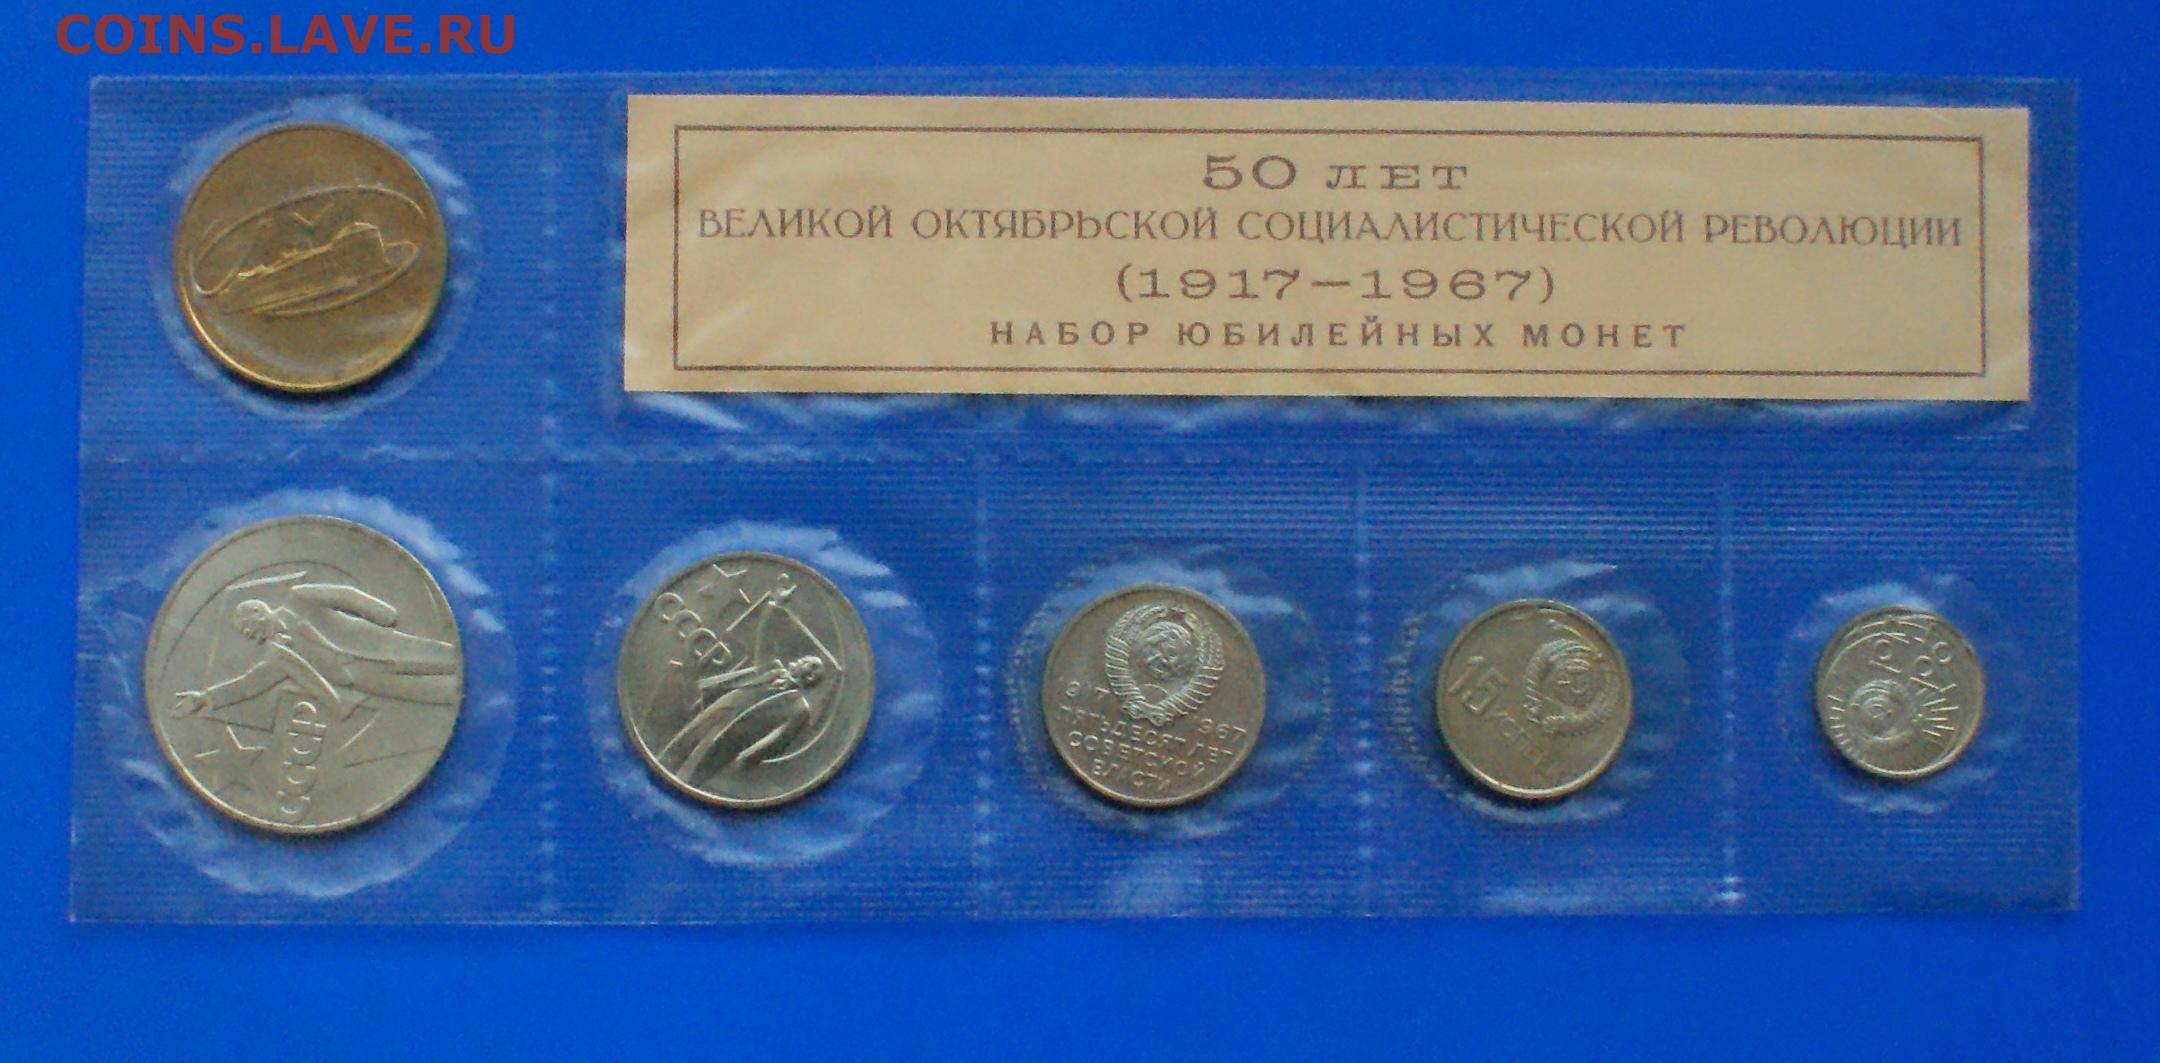 COINS.LAVE.RU
50 ЛЕТ
ВЕЛИКОЙ ОКТЯБРЬСКОЙ СОЦИАЛИСТИЧЕСКОЙ РЕВОЛЮЦИИ
(1917–1967)
НАБОР ЮБИЛЕЙНЫХ МОНЕТ
СССР
СССР
1917 1967
ПЯТЬДЕСЯТ ЛЕТ
СОВЕТСКОЙ
ВЛАСТИ
15